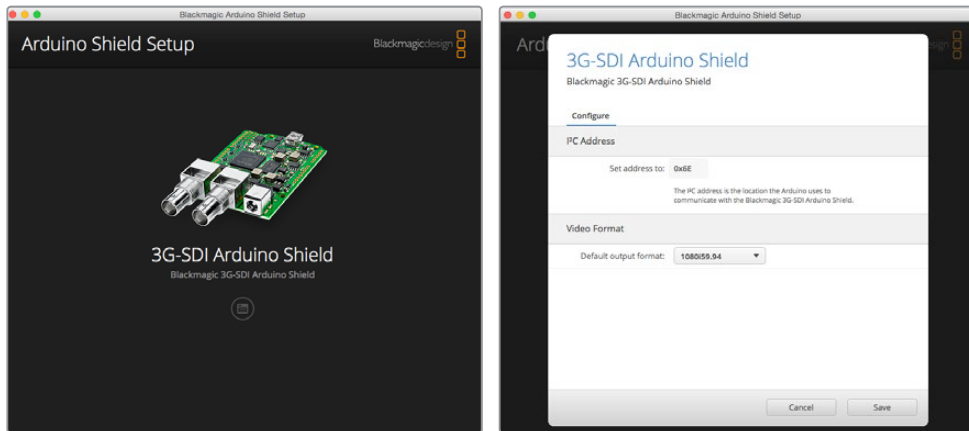 Blackmagic Arduino Shield Setup
Arduino Shield Setup
Blackmagicdesign
3G-SDI Arduino Shield
Blackmagic 3G-SDI Arduino Shield
Blackmagic Arduino Shield Setup
Ard
sign
3G-SDI Arduino Shield
Blackmagic 3G-SDI Arduino Shield
Configure
I²C Address
Set address to: 0x6E
The I²C address is the location the Arduino uses to
communicate with the Blackmagic 3G-SDI Arduino Shield.
Video Format
Default output format: 1080i59.94
Cancel Save